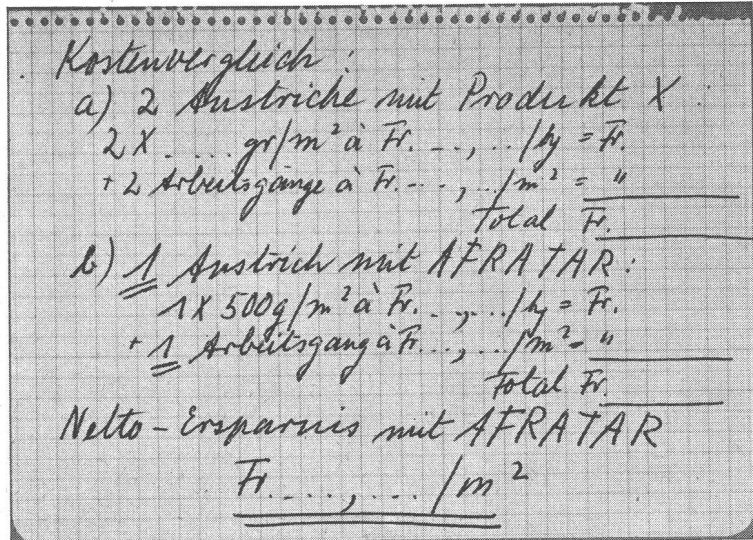 Kostenvergleich :
a) 2 Anstriche mit Produkt X
2 X ..... gr/m² à Fr. ...,.../kg = Fr.
+ 2 Arbeitsgänge à Fr. ...,.../m² = "
Total Fr.
b) 1 Anstrich mit AFRATAR :
1 X 500g/m² à Fr. ...,.../kg = Fr.
+ 1 Arbeitsgang à Fr. ...,.../m² = "
Total Fr.
Netto-Ersparnis mit AFRATAR
Fr. ....,.... /m²